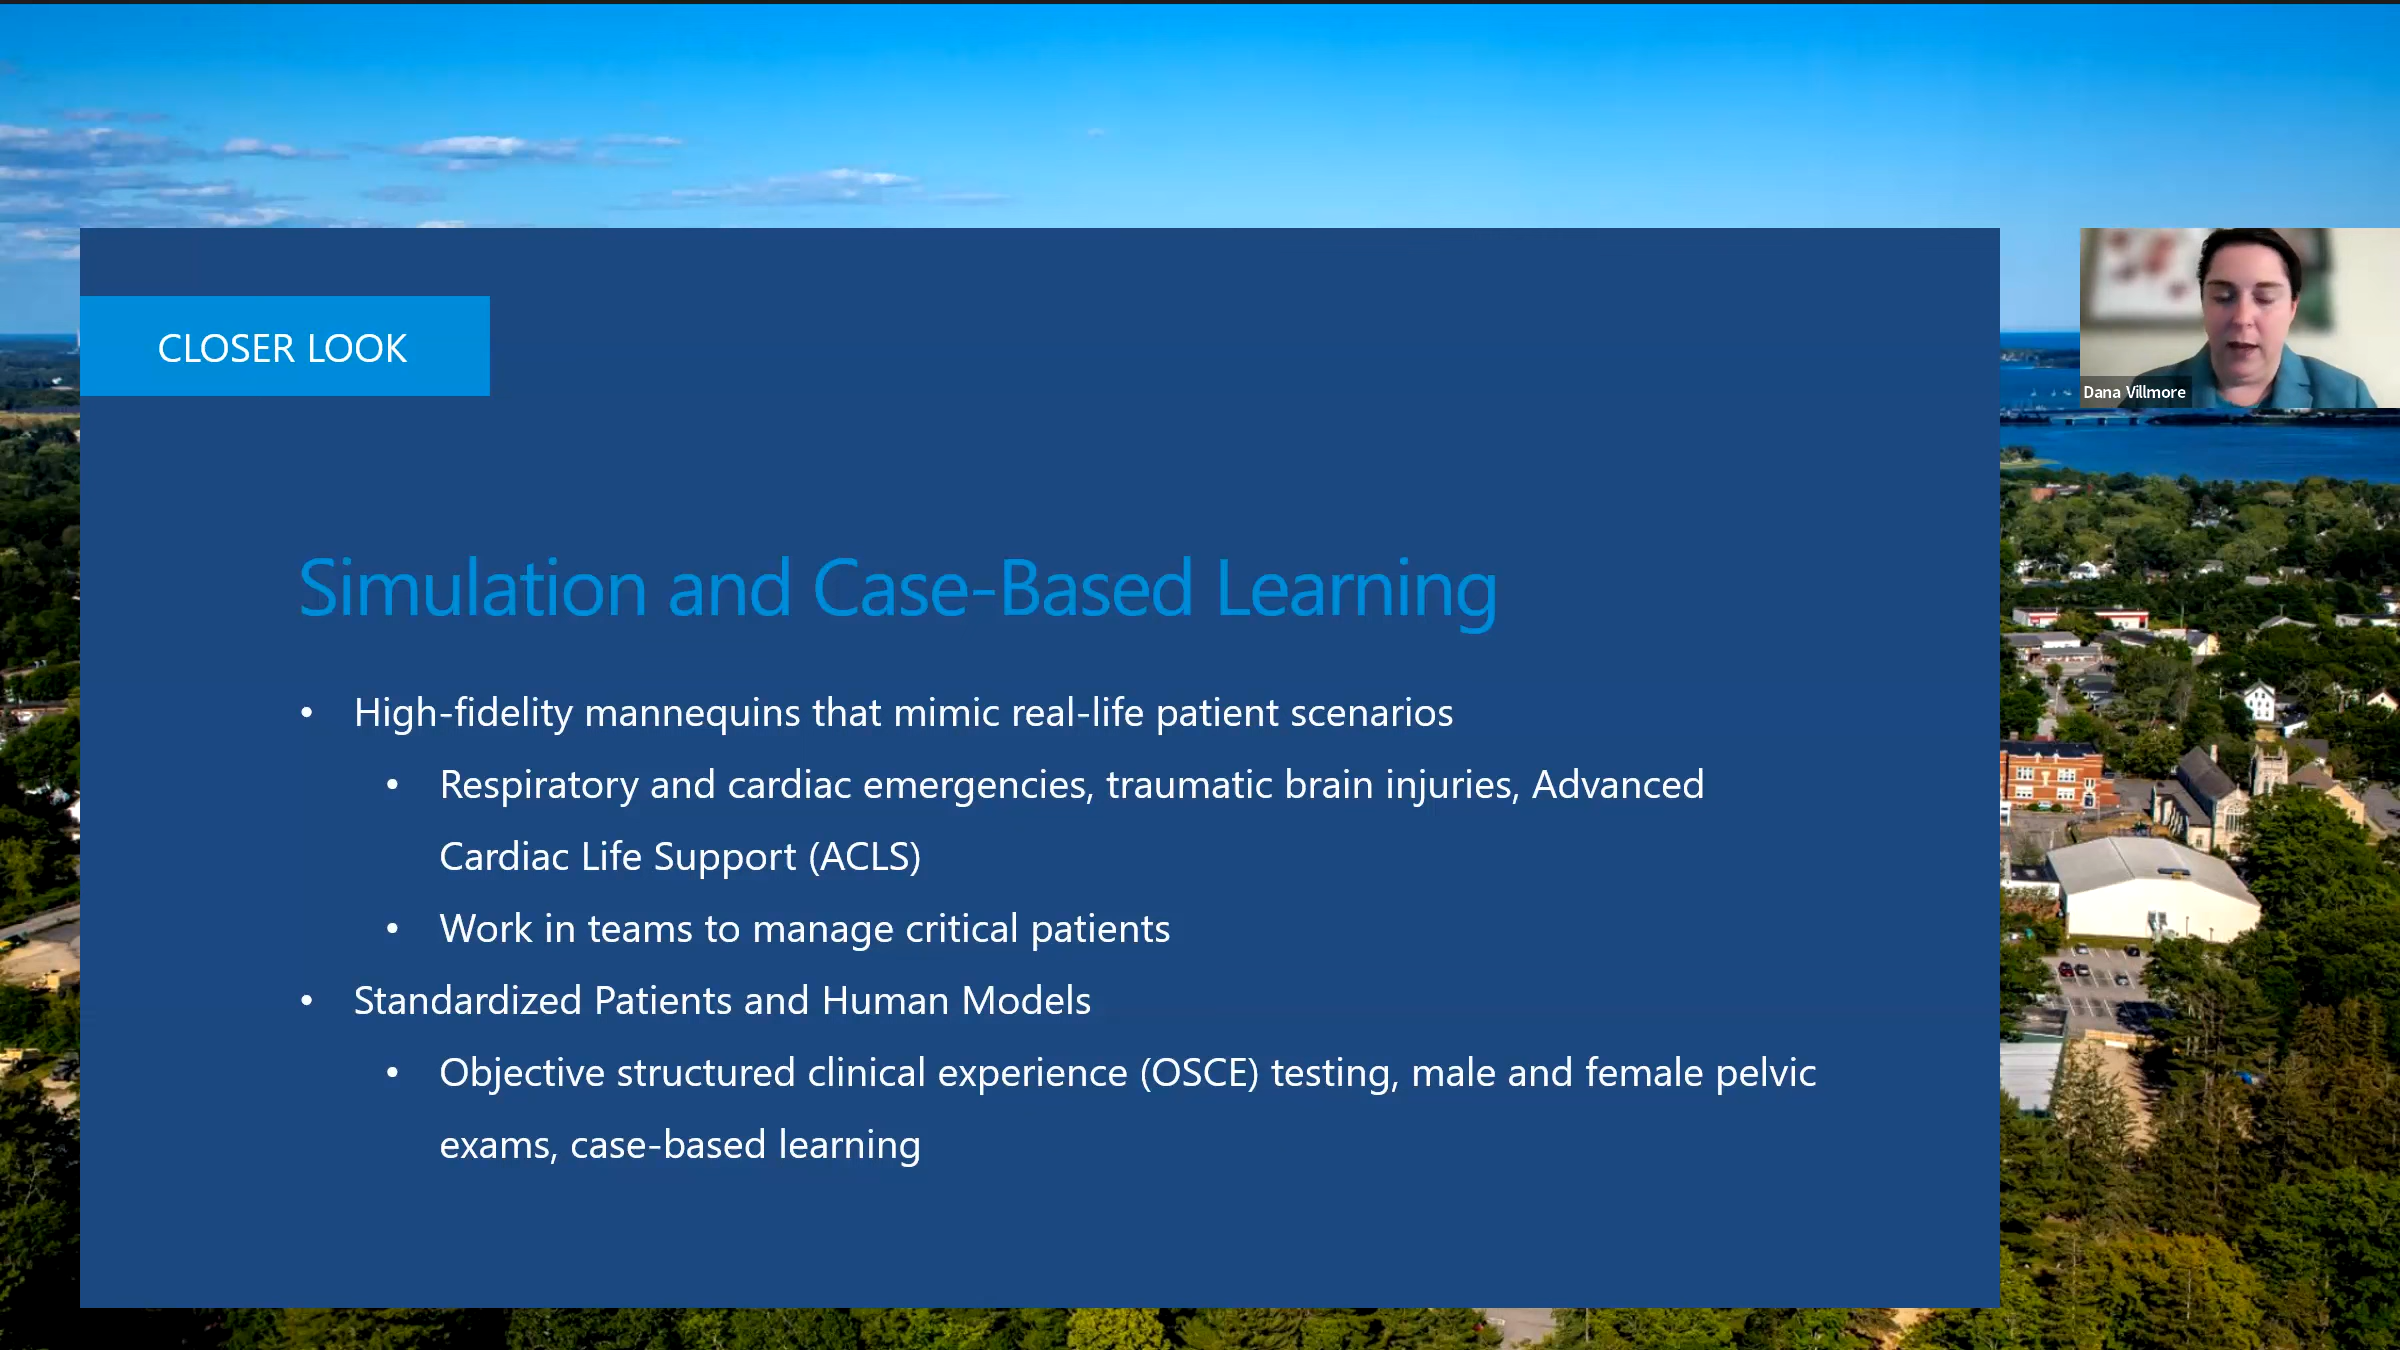 CLOSER LOOK
Dana Villmore
Simulation and Case-Based Learning
• High-fidelity mannequins that mimic real-life patient scenarios
• Respiratory and cardiac emergencies, traumatic brain injuries, Advanced
Cardiac Life Support (ACLS)
• Work in teams to manage critical patients
• Standardized Patients and Human Models
• Objective structured clinical experience (OSCE) testing, male and female pelvic
exams, case-based learning